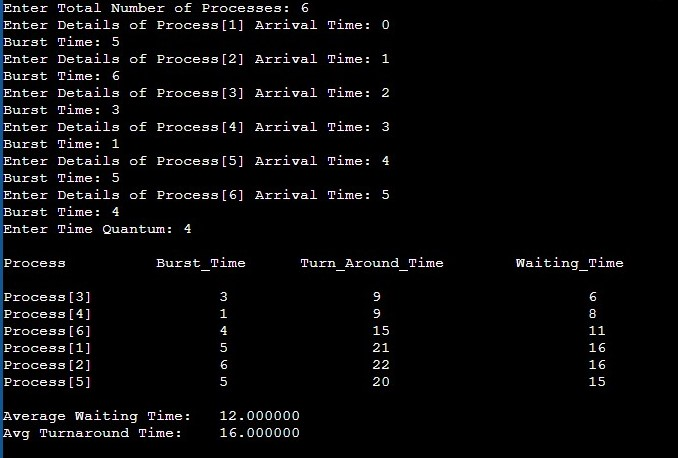 Enter Total Number of Processes: 6
Enter Details of Process[1] Arrival Time: 0
Burst Time: 5
Enter Details of Process[2] Arrival Time: 1
Burst Time: 6
Enter Details of Process[3] Arrival Time: 2
Burst Time: 3
Enter Details of Process[4] Arrival Time: 3
Burst Time: 1
Enter Details of Process[5] Arrival Time: 4
Burst Time: 5
Enter Details of Process[6] Arrival Time: 5
Burst Time: 4
Enter Time Quantum: 4
Process Burst_Time Turn_Around_Time Waiting_Time
Process[3] 3 9 6
Process[4] 1 9 8
Process[6] 4 15 11
Process[1] 5 21 16
Process[2] 6 22 16
Process[5] 5 20 15
Average Waiting Time: 12.000000
Avg Turnaround Time: 16.000000